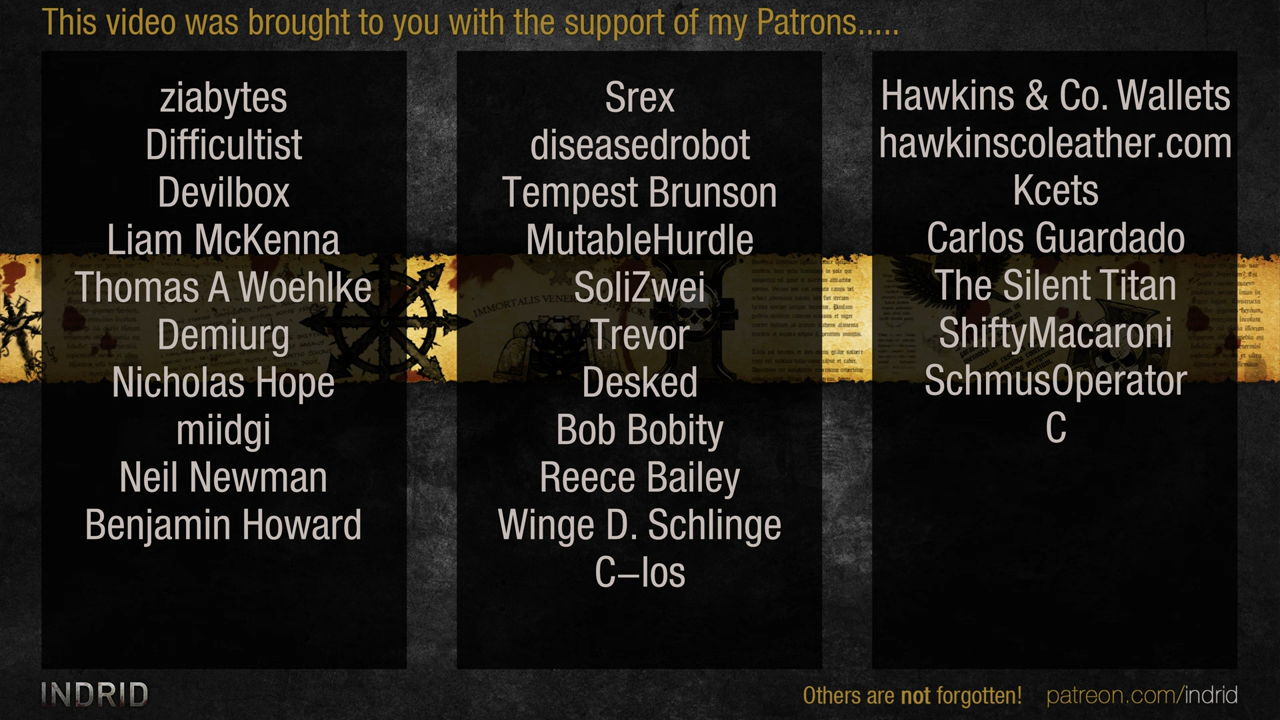 This video was brought to you with the support of my Patrons.....
ziabytes
Difficultist
Devilbox
Liam McKenna
Thomas A Woehlke
Demiurg
Nicholas Hope
miidgi
Neil Newman
Benjamin Howard
Srex
diseasedrobot
Tempest Brunson
MutableHurdle
SoliZwei
Trevor
Desked
Bob Bobity
Reece Bailey
Winge D. Schlinge
C–los
Hawkins & Co. Wallets
hawkinscoleather.com
Kcets
Carlos Guardado
The Silent Titan
ShiftyMacaroni
SchmusOperator
C
IMMORTALIS
INDRID
Others are not forgotten!
patreon.com/indrid